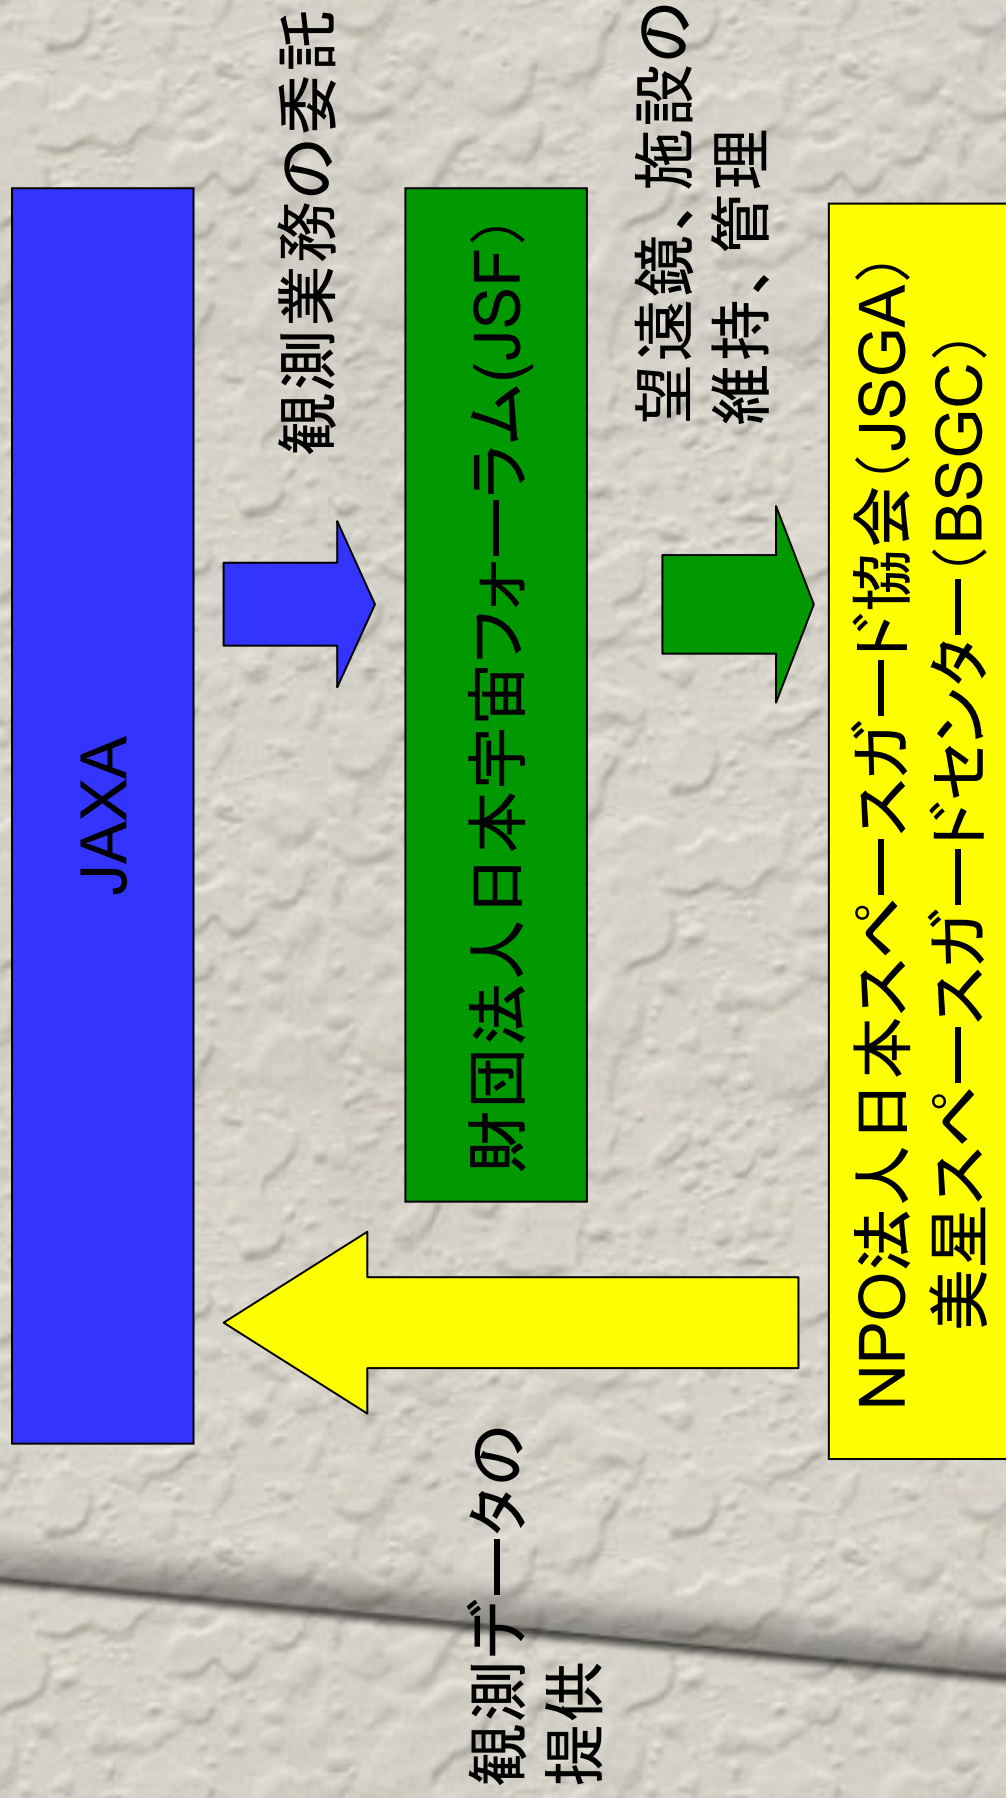 JAXA
観測業務の委託
財団法人日本宇宙フォーラム(JSF)
望遠鏡、施設の
維持、管理
NPO法人日本スペースガード協会(JSGA)
美星スペースガードセンター(BSGC)
観測データの
提供